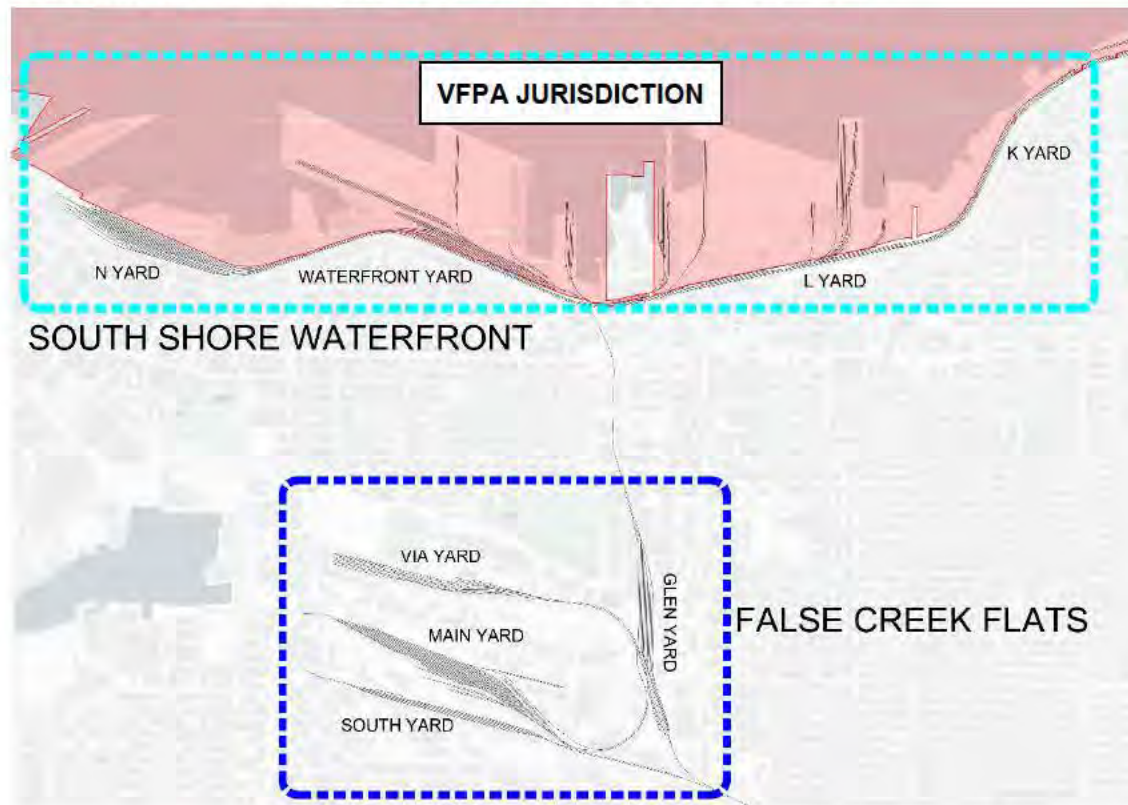 VFPA JURISDICTION
K YARD
N YARD
WATERFRONT YARD
L YARD
SOUTH SHORE WATERFRONT
VIA YARD
GLEN YARD
MAIN YARD
FALSE CREEK FLATS
SOUTH YARD